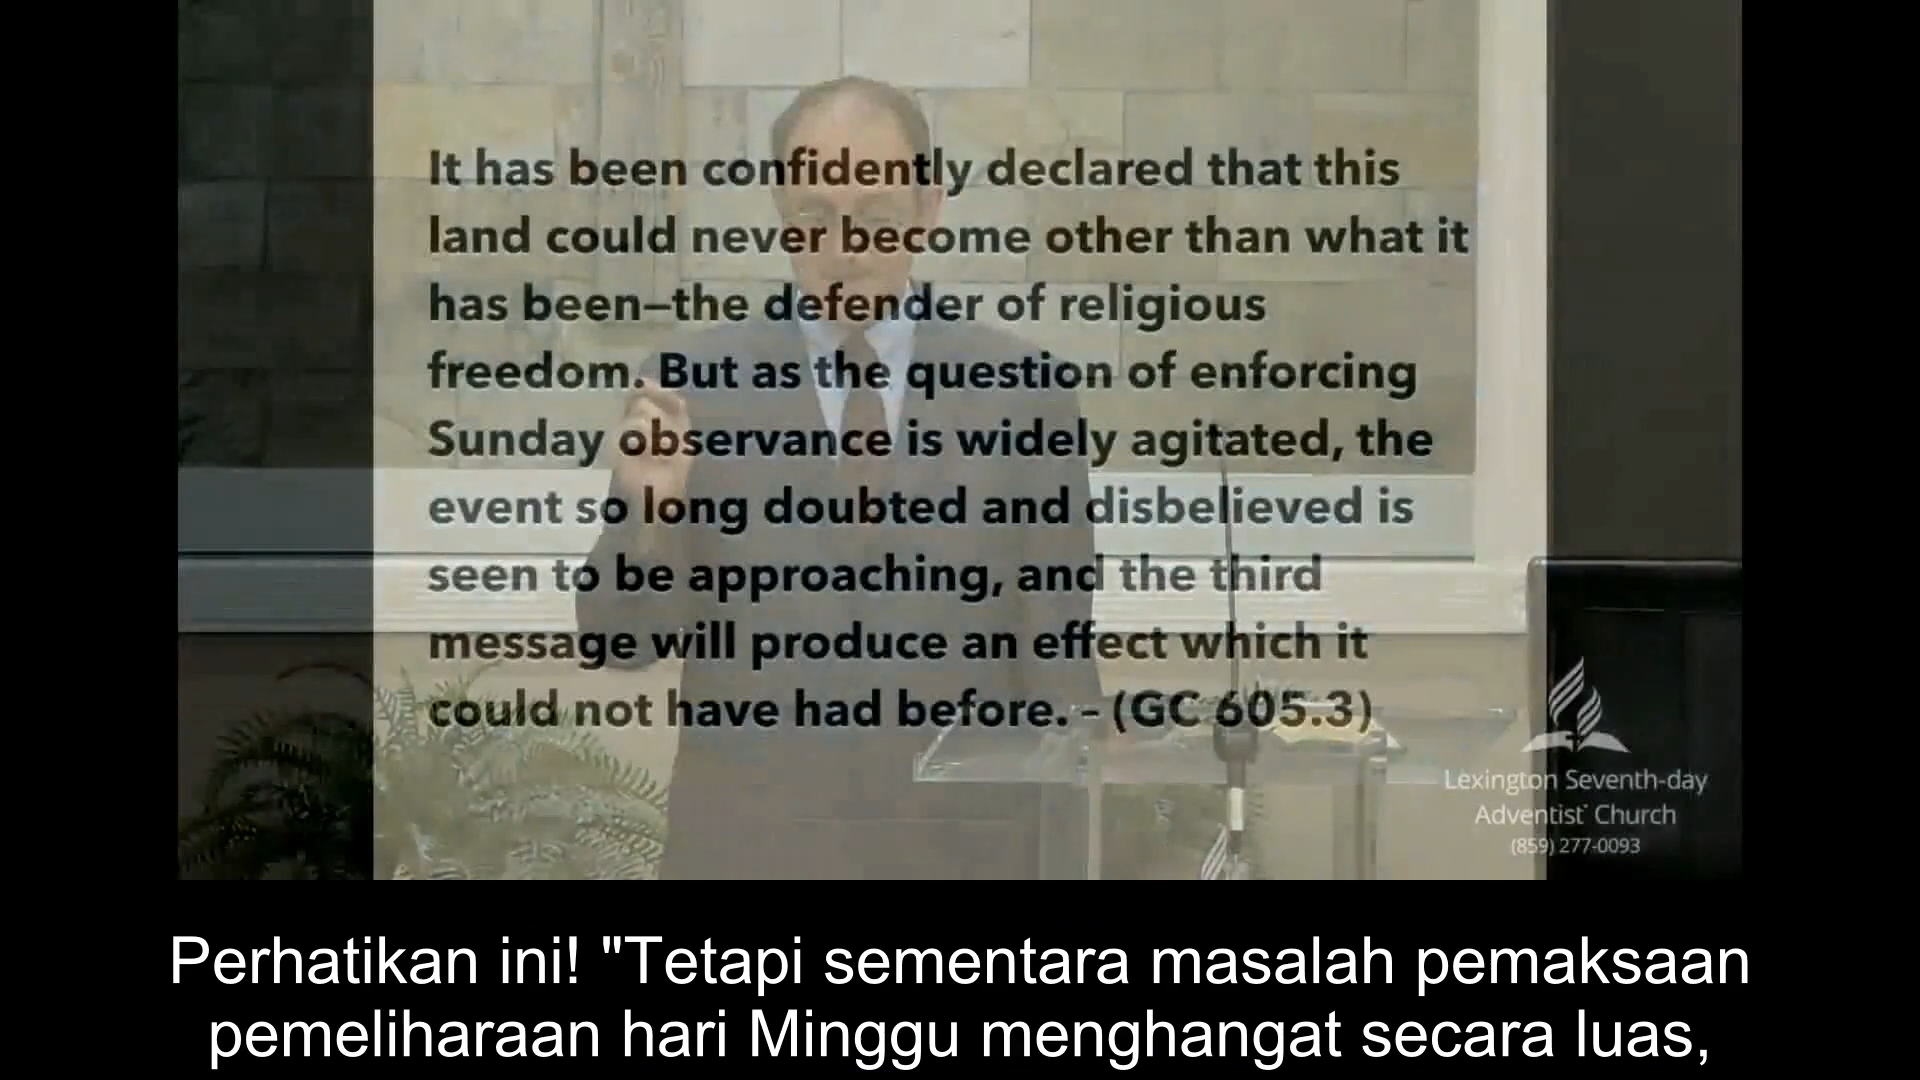 It has been confidently declared that this
land could never become other than what it
has been—the defender of religious
freedom. But as the question of enforcing
Sunday observance is widely agitated, the
event so long doubted and disbelieved is
seen to be approaching, and the third
message will produce an effect which it
could not have had before. - (GC 605.3)
Lexington Seventh-day
Adventist Church
(859) 277-0093
Perhatikan ini! "Tetapi sementara masalah pemaksaan
pemeliharaan hari Minggu menghangat secara luas,